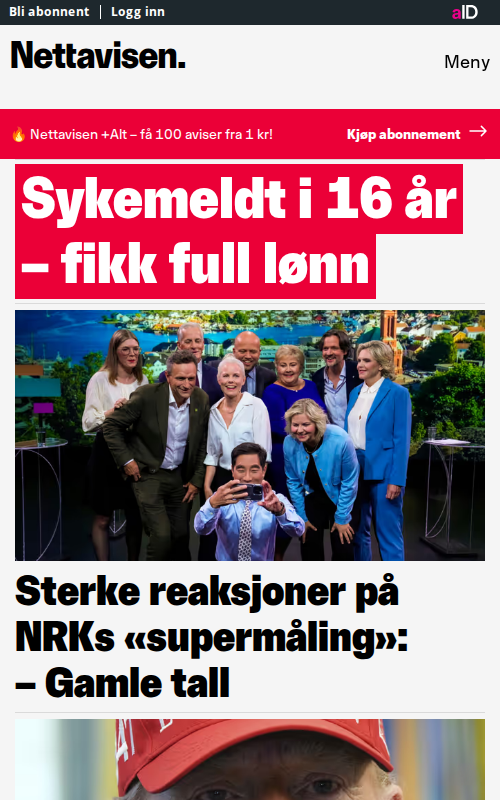 Bli abonnent
Logg inn
aID
Nettavisen.
Meny
🔥 Nettavisen +Alt – få 100 aviser fra 1 kr!
Kjøp abonnement →
Sykemeldt i 16 år
– fikk full lønn
Sterke reaksjoner på
NRKs «supermåling»:
– Gamle tall